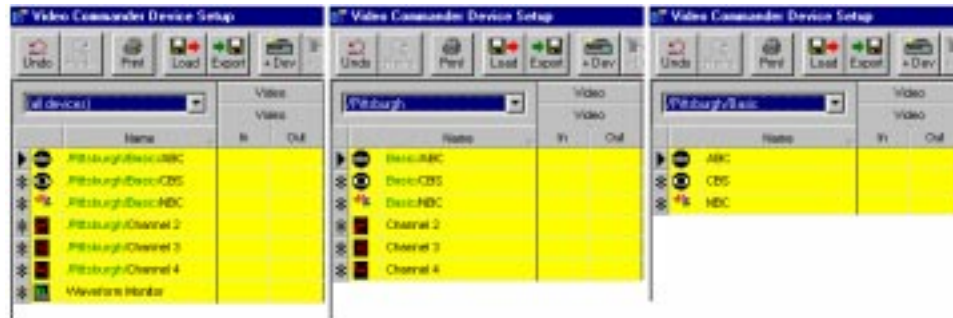 Video Commander Device Setup
Undo Print Load Export +Dev
(all devices)
Video
Video
Name In Out
/Pittsburgh/Basic/ABC
/Pittsburgh/Basic/CBS
/Pittsburgh/Basic/NBC
/Pittsburgh/Channel 2
/Pittsburgh/Channel 3
/Pittsburgh/Channel 4
Waveform Monitor
Video Commander Device Setup
Undo Print Load Export +Dev
/Pittsburgh
Video
Video
Name In Out
Basic/ABC
Basic/CBS
Basic/NBC
Channel 2
Channel 3
Channel 4
Video Commander Device Setup
Undo Print Load Export +Dev
/Pittsburgh/Basic
Video
Video
Name In Out
ABC
CBS
NBC